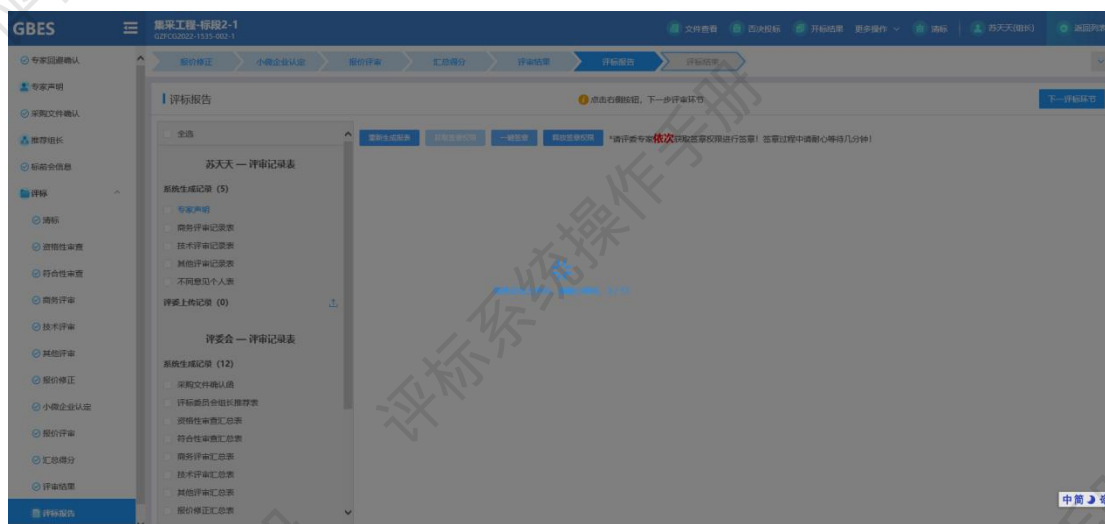 GBES
集采工程-标段2-1
GZFCG2022-1535-002-1
文件查看 否决投标 开标结果 更多操作 清标 苏天天(组长) 返回列表
专家回避确认
专家声明
采购文件确认
推荐组长
标前会信息
评标
清标
资格性审查
符合性审查
商务评审
技术评审
其他评审
报价修正
小微企业认定
报价评审
汇总得分
评审结果
评标报告
报价修正 小微企业认定 报价评审 汇总得分 评审结果 评标报告 评标结束
评标报告
点击右侧按钮，下一步评审环节
下一评标环节
全选
重新生成报表 获取签章权限 一键签章 释放签章权限 *请评委专家依次获取签章权限进行签章！签章过程中请耐心等待几分钟！
苏天天 — 评审记录表
系统生成记录 (5)
专家声明
商务评审记录表
技术评审记录表
其他评审记录表
不同意见个人表
评委上传记录 (0)
评委会 — 评审记录表
系统生成记录 (12)
采购文件确认函
评标委员会组长推荐表
资格性审查汇总表
符合性审查汇总表
商务评审汇总表
技术评审汇总表
其他评审汇总表
报价修正汇总表
评标系统操作手册
中简